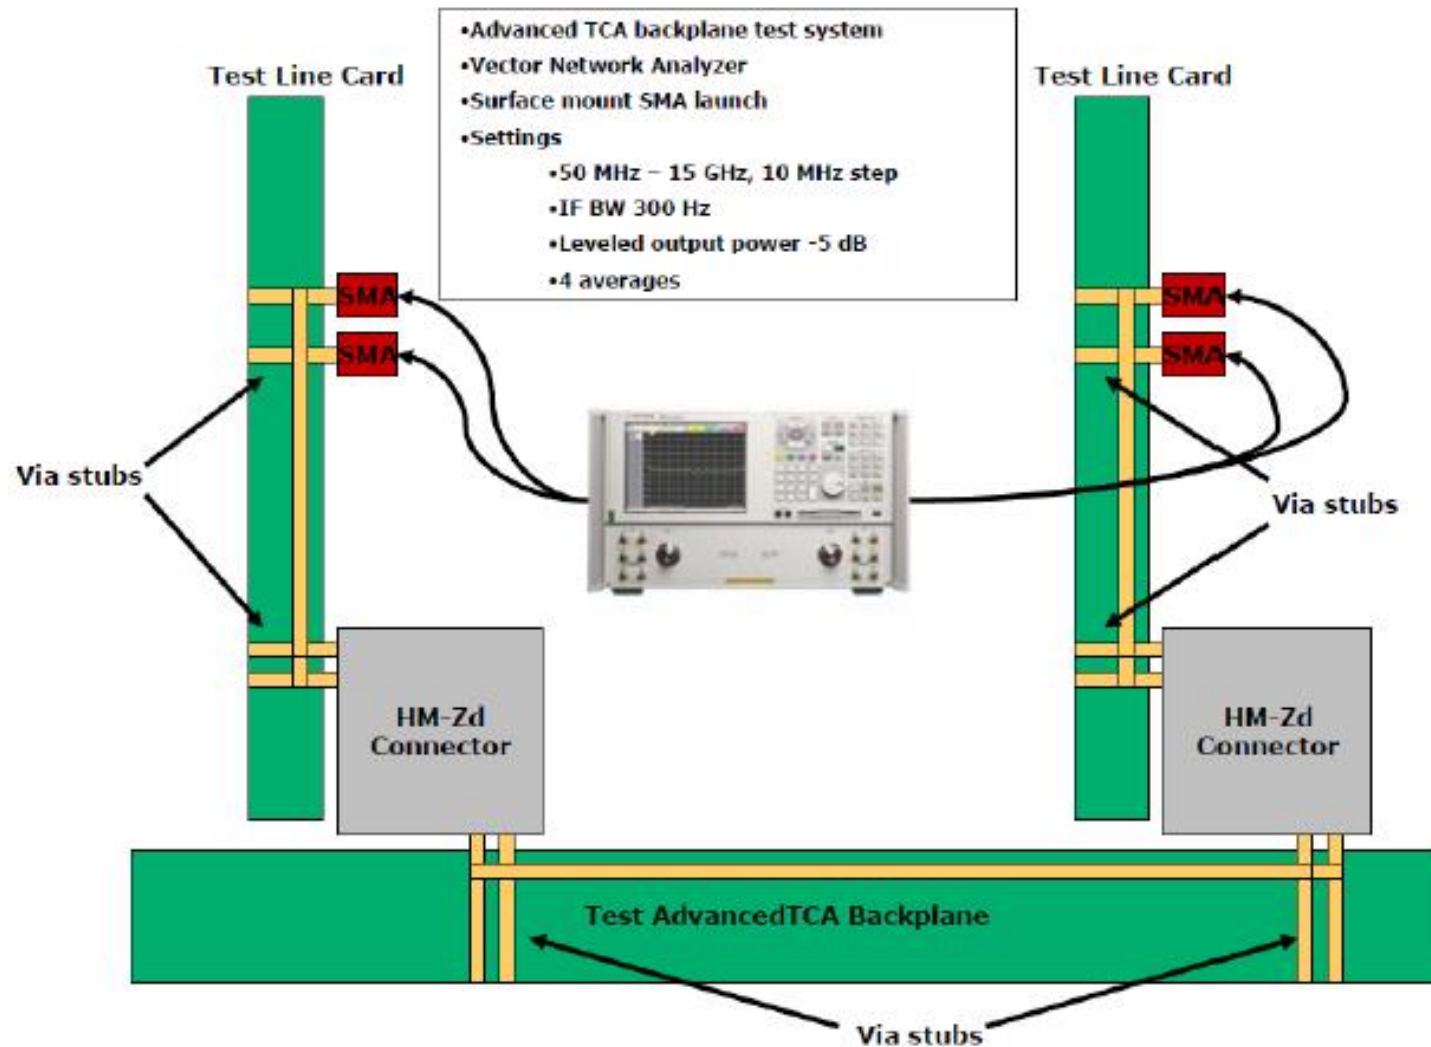 •Advanced TCA backplane test system
•Vector Network Analyzer
•Surface mount SMA launch
•Settings
•50 MHz – 15 GHz, 10 MHz step
•IF BW 300 Hz
•Leveled output power -5 dB
•4 averages
Test Line Card
Test Line Card
SMA
SMA
SMA
SMA
Via stubs
Via stubs
HM-Zd
Connector
HM-Zd
Connector
Test AdvancedTCA Backplane
Via stubs